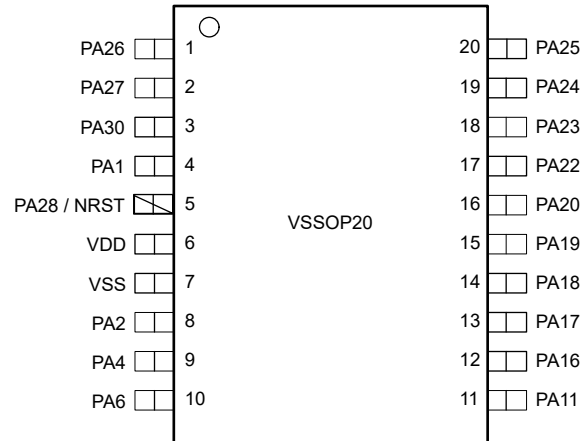 PA26 1 20 PA25
PA27 2 19 PA24
PA30 3 18 PA23
PA1 4 17 PA22
PA28 / NRST 5 16 PA20
VSSOP20
VDD 6 15 PA19
VSS 7 14 PA18
PA2 8 13 PA17
PA4 9 12 PA16
PA6 10 11 PA11